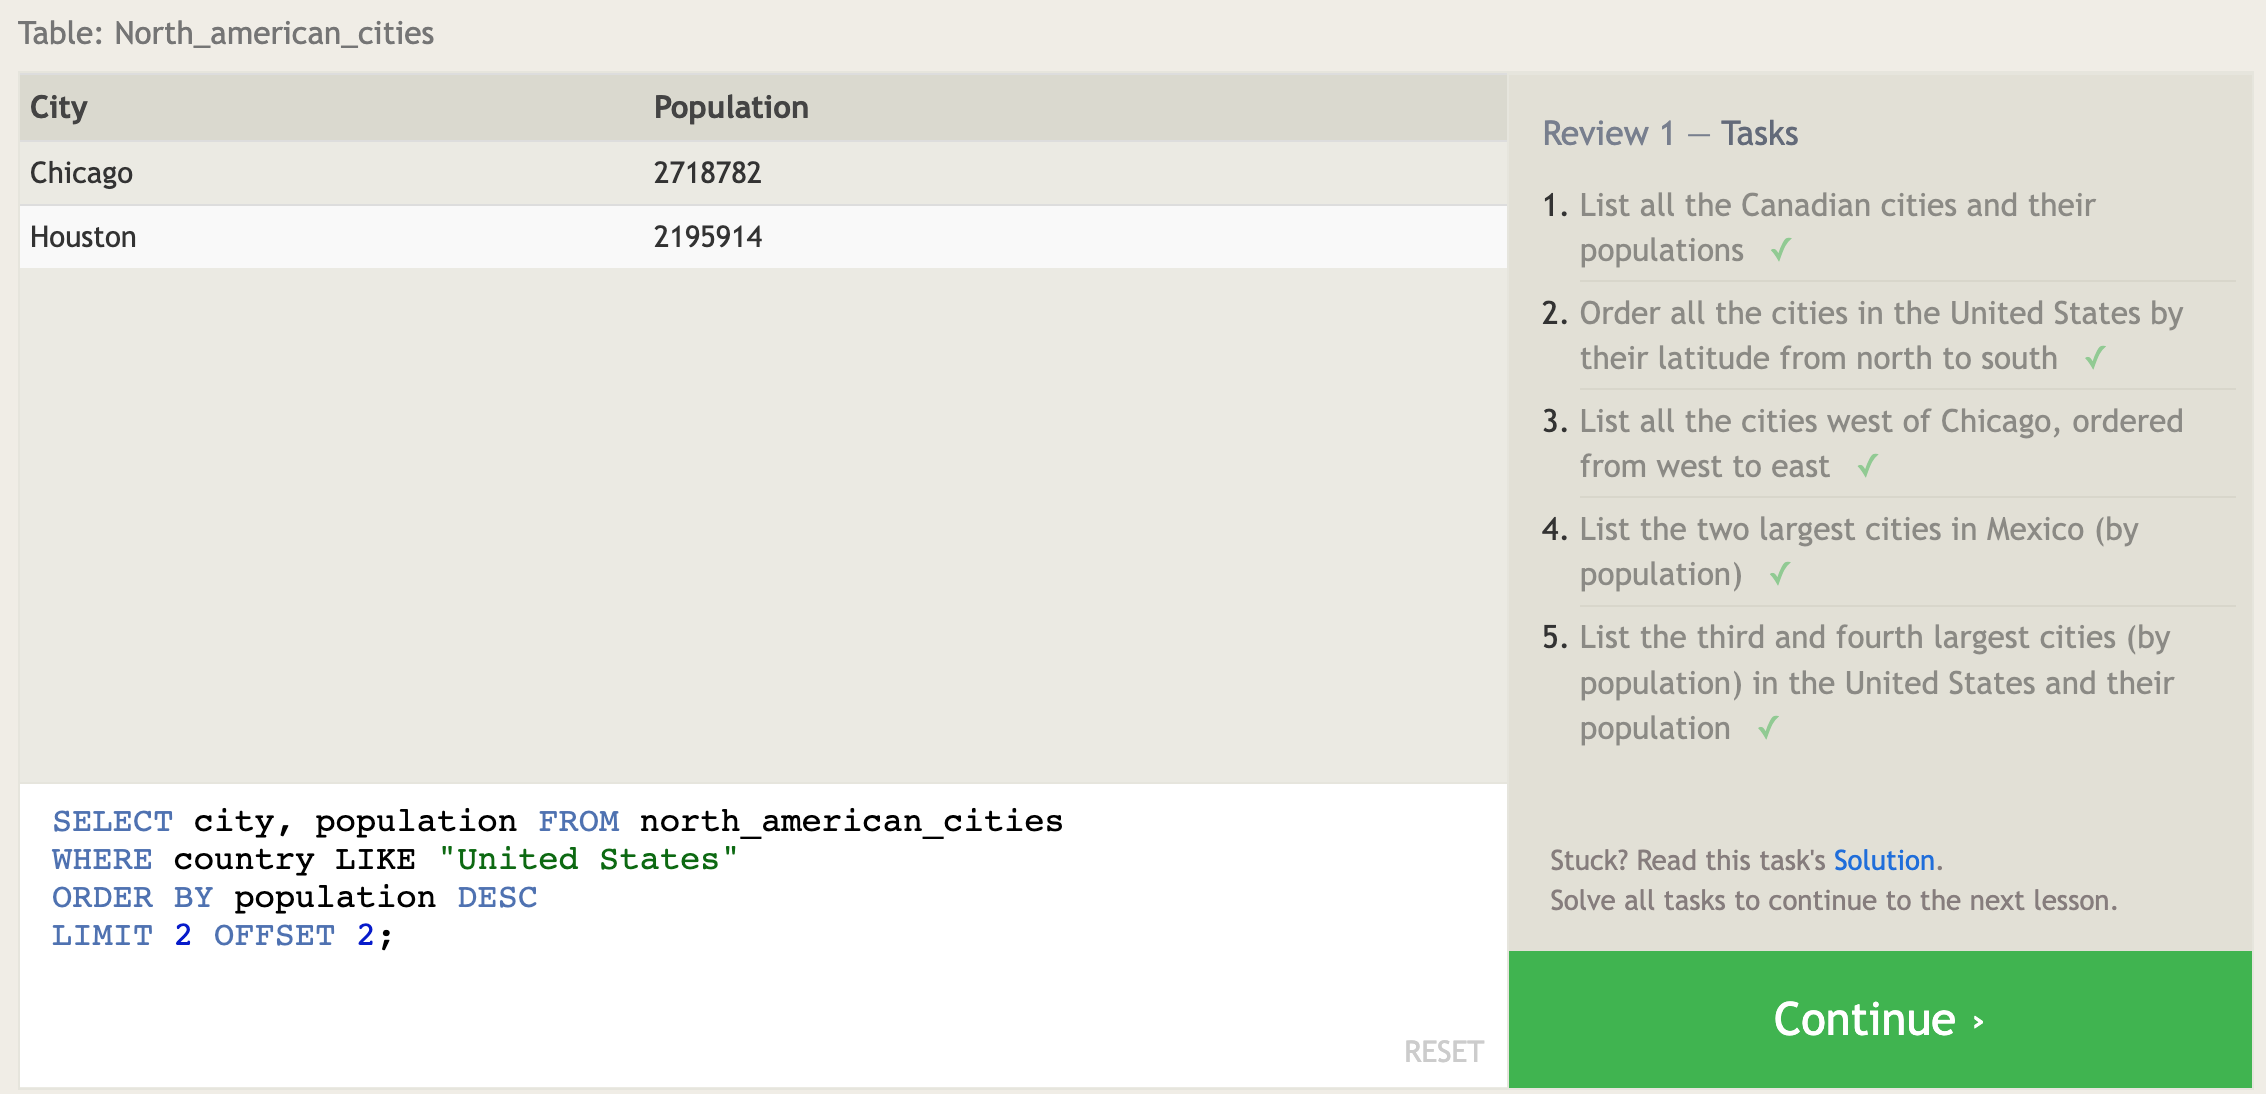 Table: North_american_cities
City Population
Chicago 2718782
Houston 2195914
SELECT city, population FROM north_american_cities
WHERE country LIKE "United States"
ORDER BY population DESC
LIMIT 2 OFFSET 2;
RESET
Review 1 — Tasks
1. List all the Canadian cities and their
populations ✓
2. Order all the cities in the United States by
their latitude from north to south ✓
3. List all the cities west of Chicago, ordered
from west to east ✓
4. List the two largest cities in Mexico (by
population) ✓
5. List the third and fourth largest cities (by
population) in the United States and their
population ✓
Stuck? Read this task's Solution.
Solve all tasks to continue to the next lesson.
Continue ›